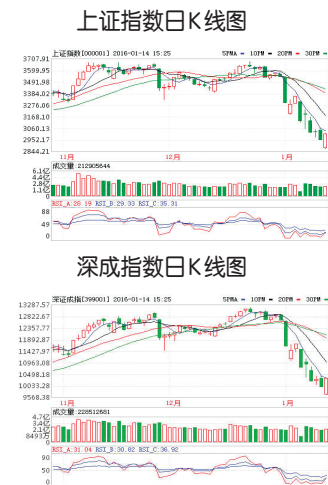 上证指数日K线图
上证指数[000001] 2016-01-14 15:25 5PMA 10PM 20PM 30PM
3707.91
3599.95
3491.98
3384.02
3276.06
3168.10
3060.13
2952.17
2844.21
11月 12月 1月
成交量:212905644
6.1亿
4.4亿
2.8亿
1.1亿
0
RSI_A:28.19 RSI_B:29.33 RSI_C:35.31
88
49
0
深成指数日K线图
深证成指[399001] 2016-01-14 15:25 5PMA 10PM 20PM 30PM
13287.57
12822.67
12357.77
11892.87
11427.97
10963.08
10498.18
10033.28
9568.38
11月 12月 1月
成交量:228512681
4.7亿
3.4亿
2.1亿
8493万
0
RSI_A:31.04 RSI_B:30.82 RSI_C:36.92
90
50
0